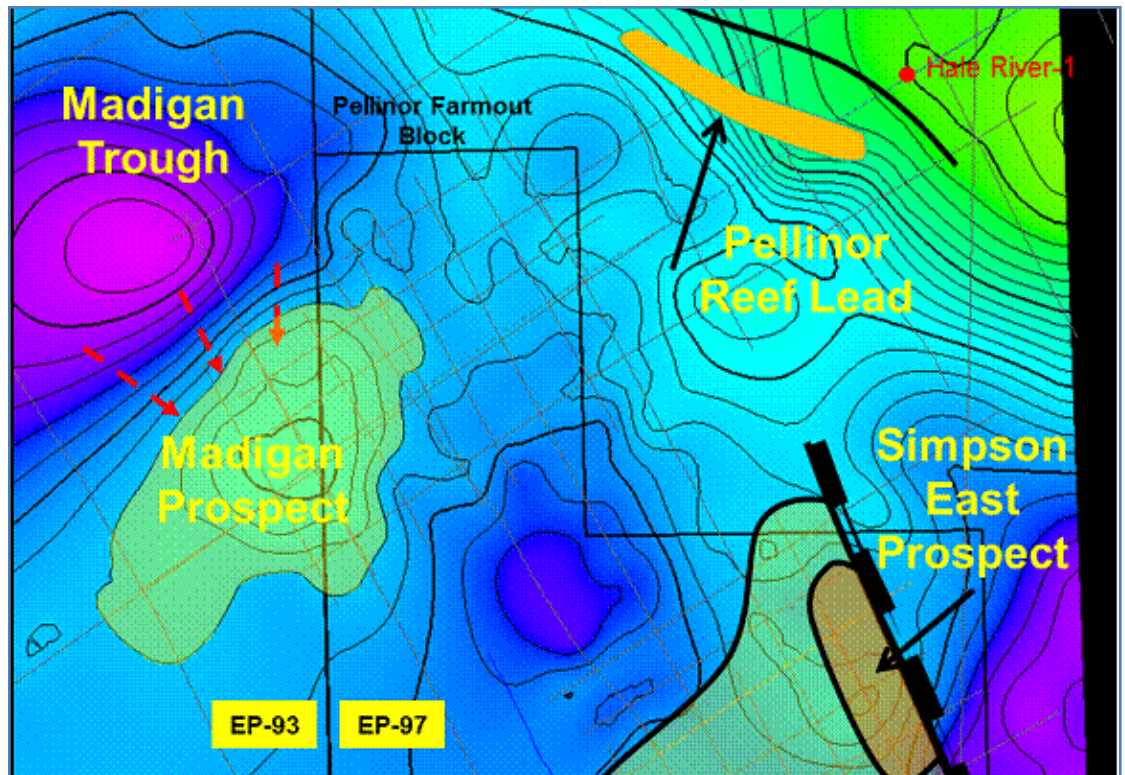 Madigan
Trough
Pellinor Farmout
Block
Hale River-1
Pellinor
Reef Lead
Madigan
Prospect
Simpson
East
Prospect
EP-93
EP-97